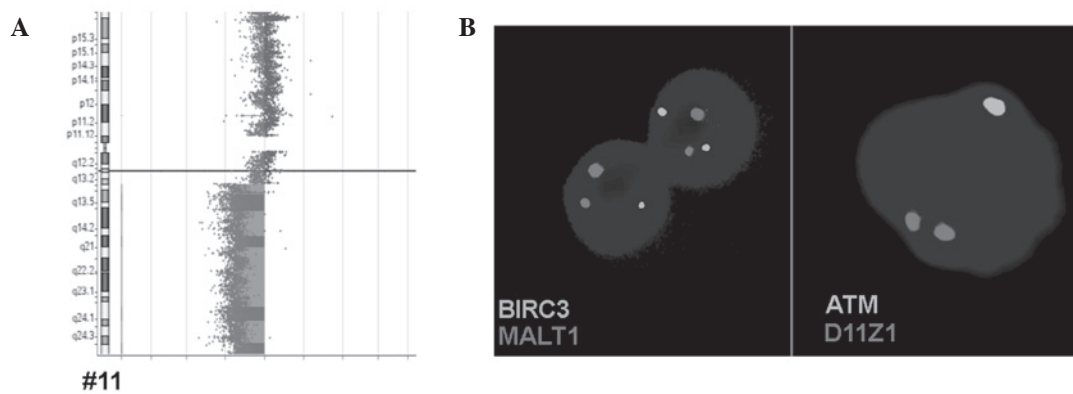 A
B
p15.3
p15.1
p14.3
p14.1
p12
p11.2
p11.12
q12.2
q13.2
q13.5
q14.2
q21
q22.2
q23.1
q24.1
q24.3
#11
BIRC3
MALT1
ATM
D11Z1